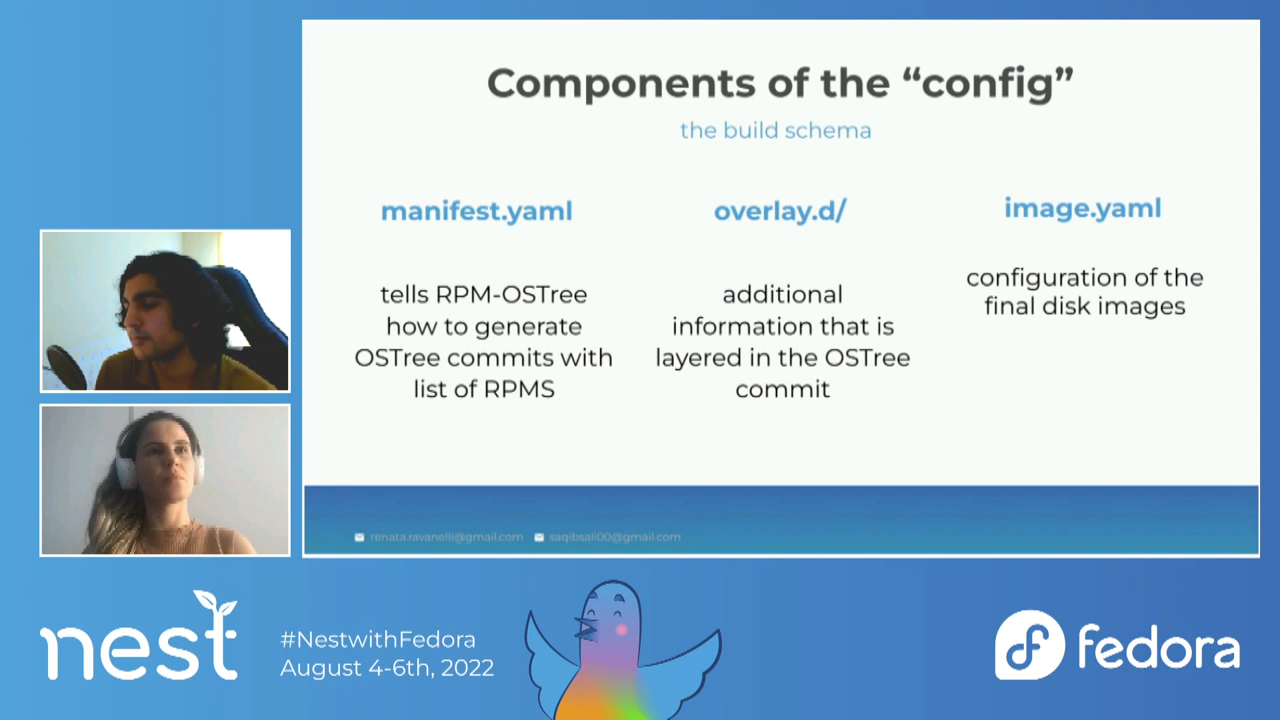 Components of the “config”
the build schema
manifest.yaml
tells RPM-OSTree
how to generate
OSTree commits with
list of RPMS
overlay.d/
additional
information that is
layered in the OSTree
commit
image.yaml
configuration of the
final disk images
renata.ravanelli@gmail.com saqibsali00@gmail.com
nest
#NestwithFedora
August 4-6th, 2022
fedora